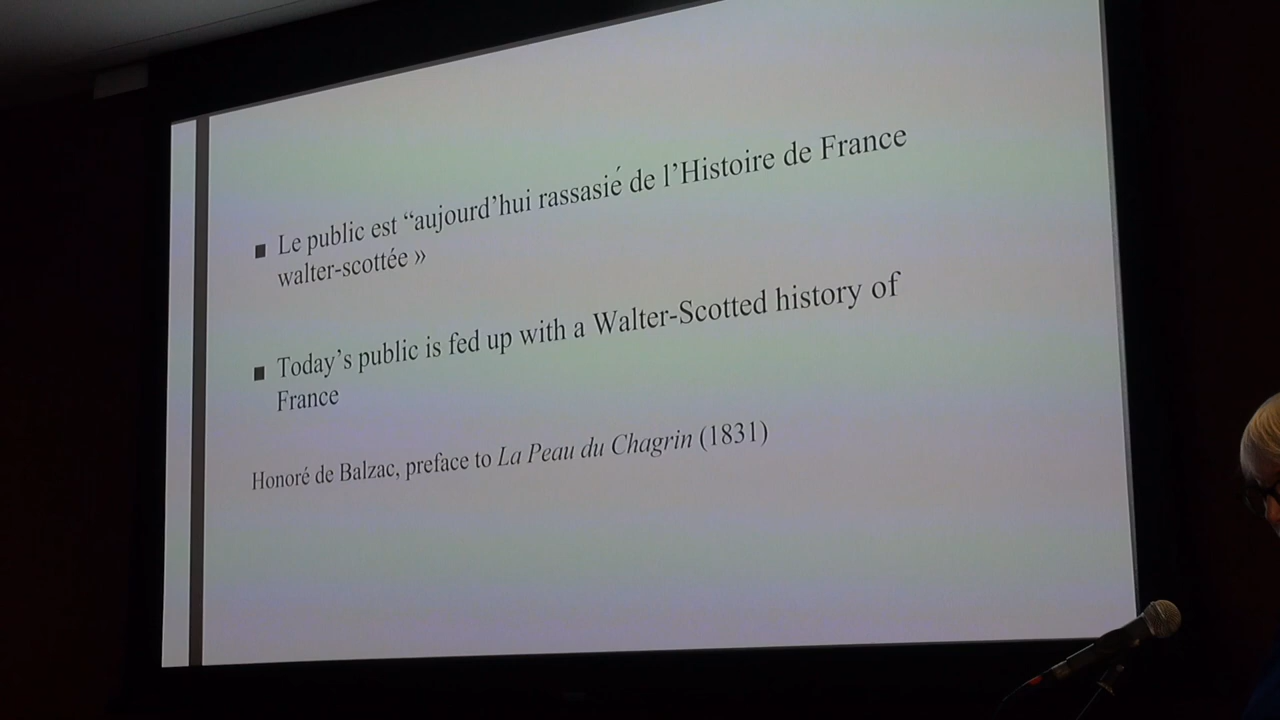 ■ Le public est “aujourd’hui rassasié de l’Histoire de France
walter-scottée »
■ Today’s public is fed up with a Walter-Scotted history of
France
Honoré de Balzac, preface to La Peau du Chagrin (1831)